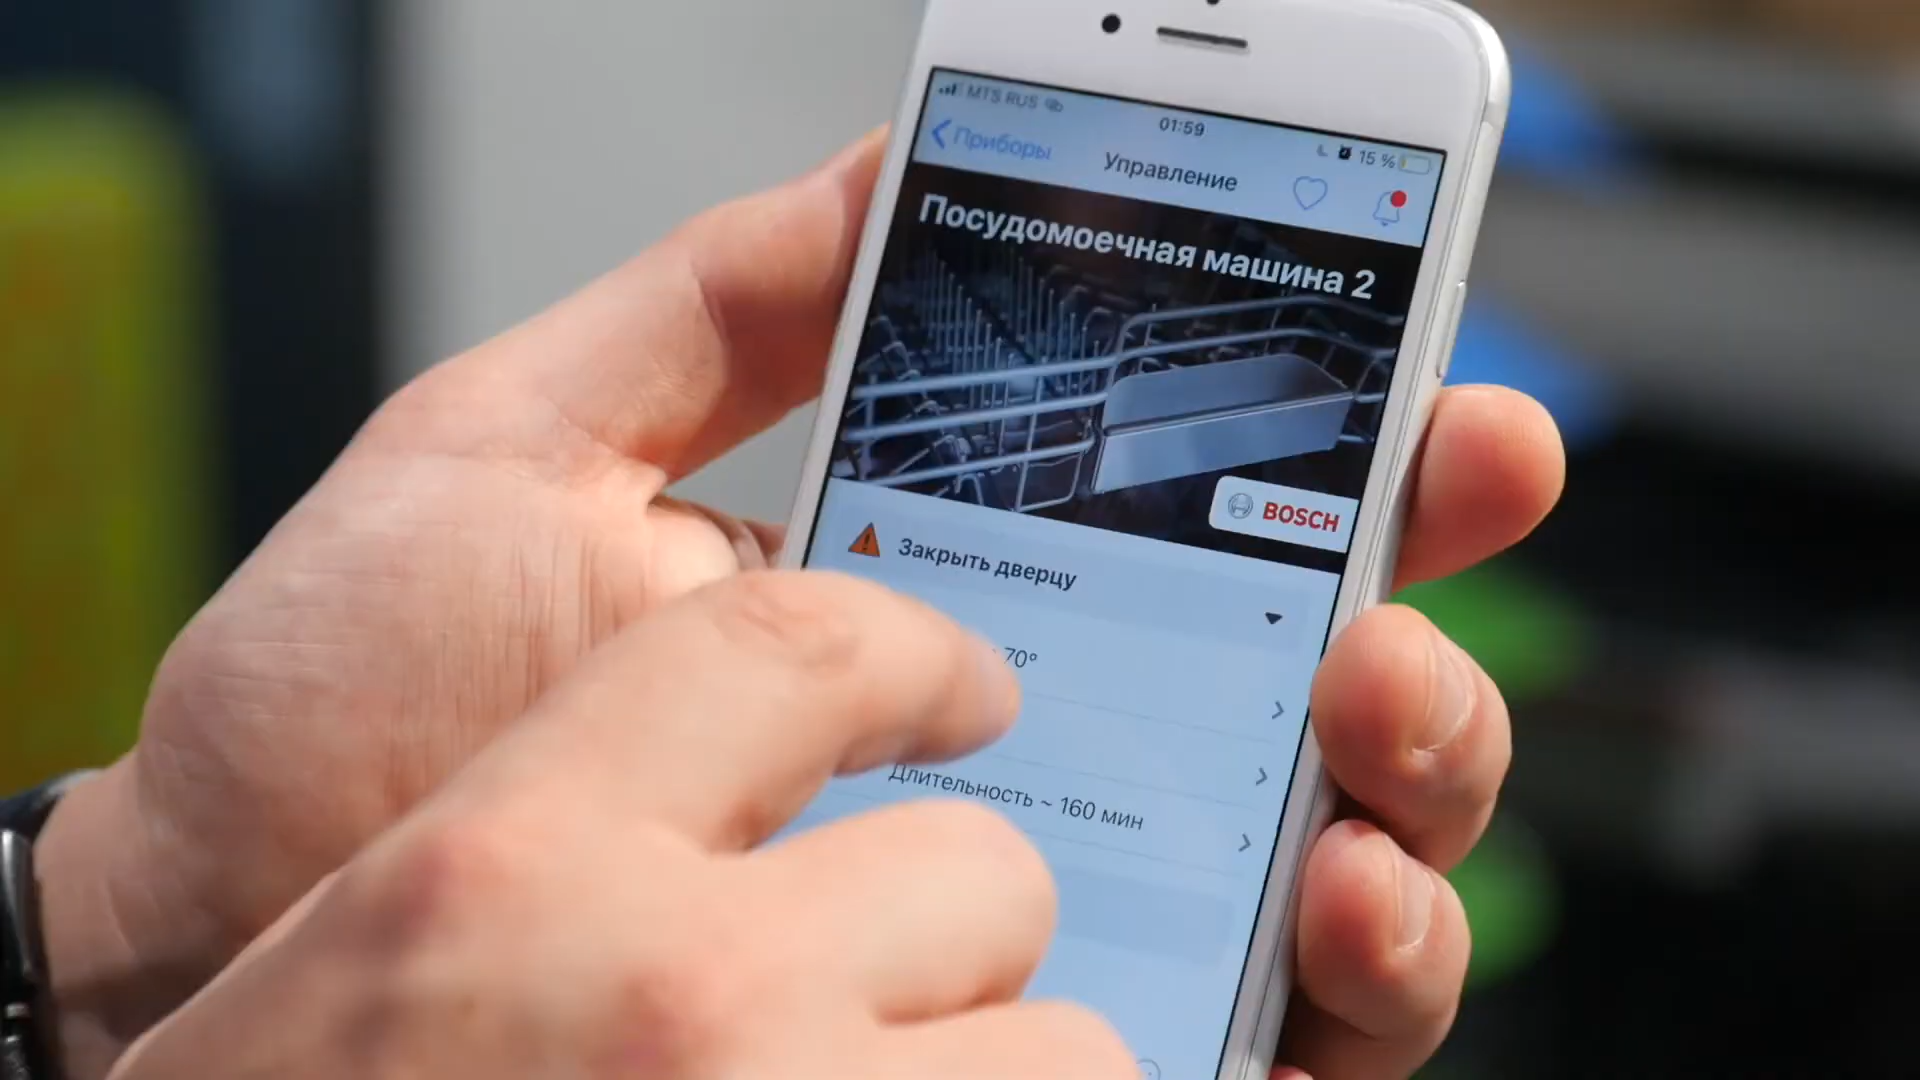 MTS RUS
01:59
15 %
Приборы
Управление
Посудомоечная машина 2
BOSCH
Закрыть дверцу
70°
Длительность ~ 160 мин